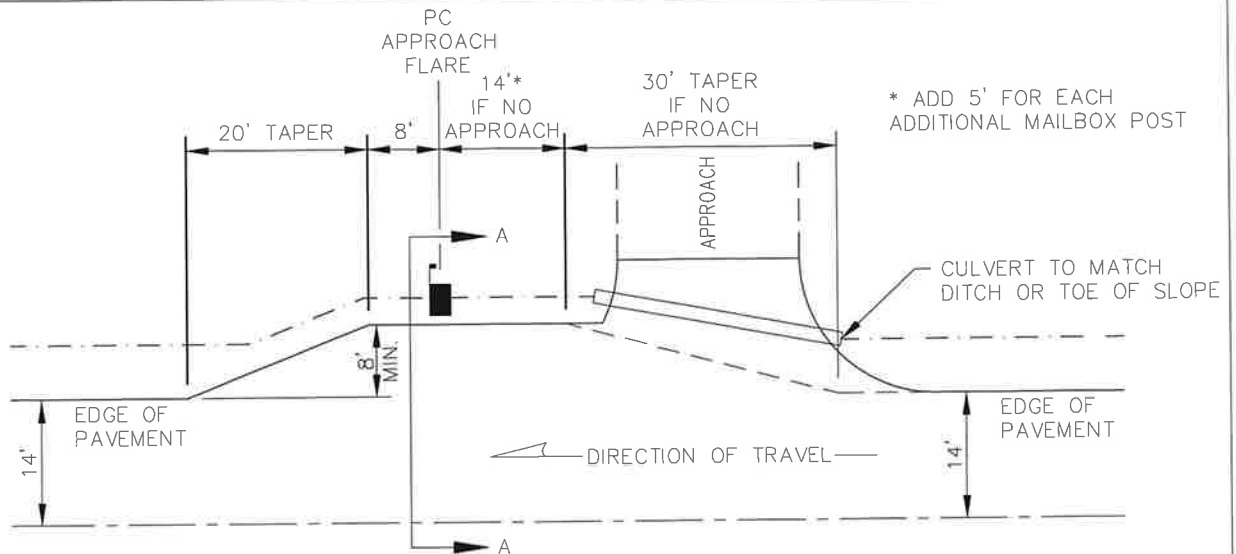 PC
APPROACH
FLARE
14'*
IF NO
APPROACH
30' TAPER
IF NO
APPROACH
* ADD 5' FOR EACH
ADDITIONAL MAILBOX POST
20' TAPER
8'
APPROACH
A
CULVERT TO MATCH
DITCH OR TOE OF SLOPE
8'
MIN.
EDGE OF
PAVEMENT
EDGE OF
PAVEMENT
14'
DIRECTION OF TRAVEL
14'
A